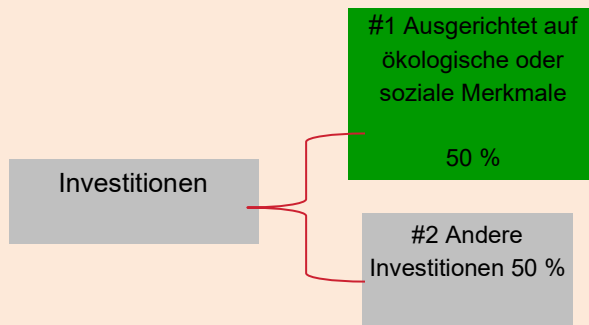 #1 Ausgerichtet auf
ökologische oder
soziale Merkmale
50 %
Investitionen
#2 Andere
Investitionen 50 %